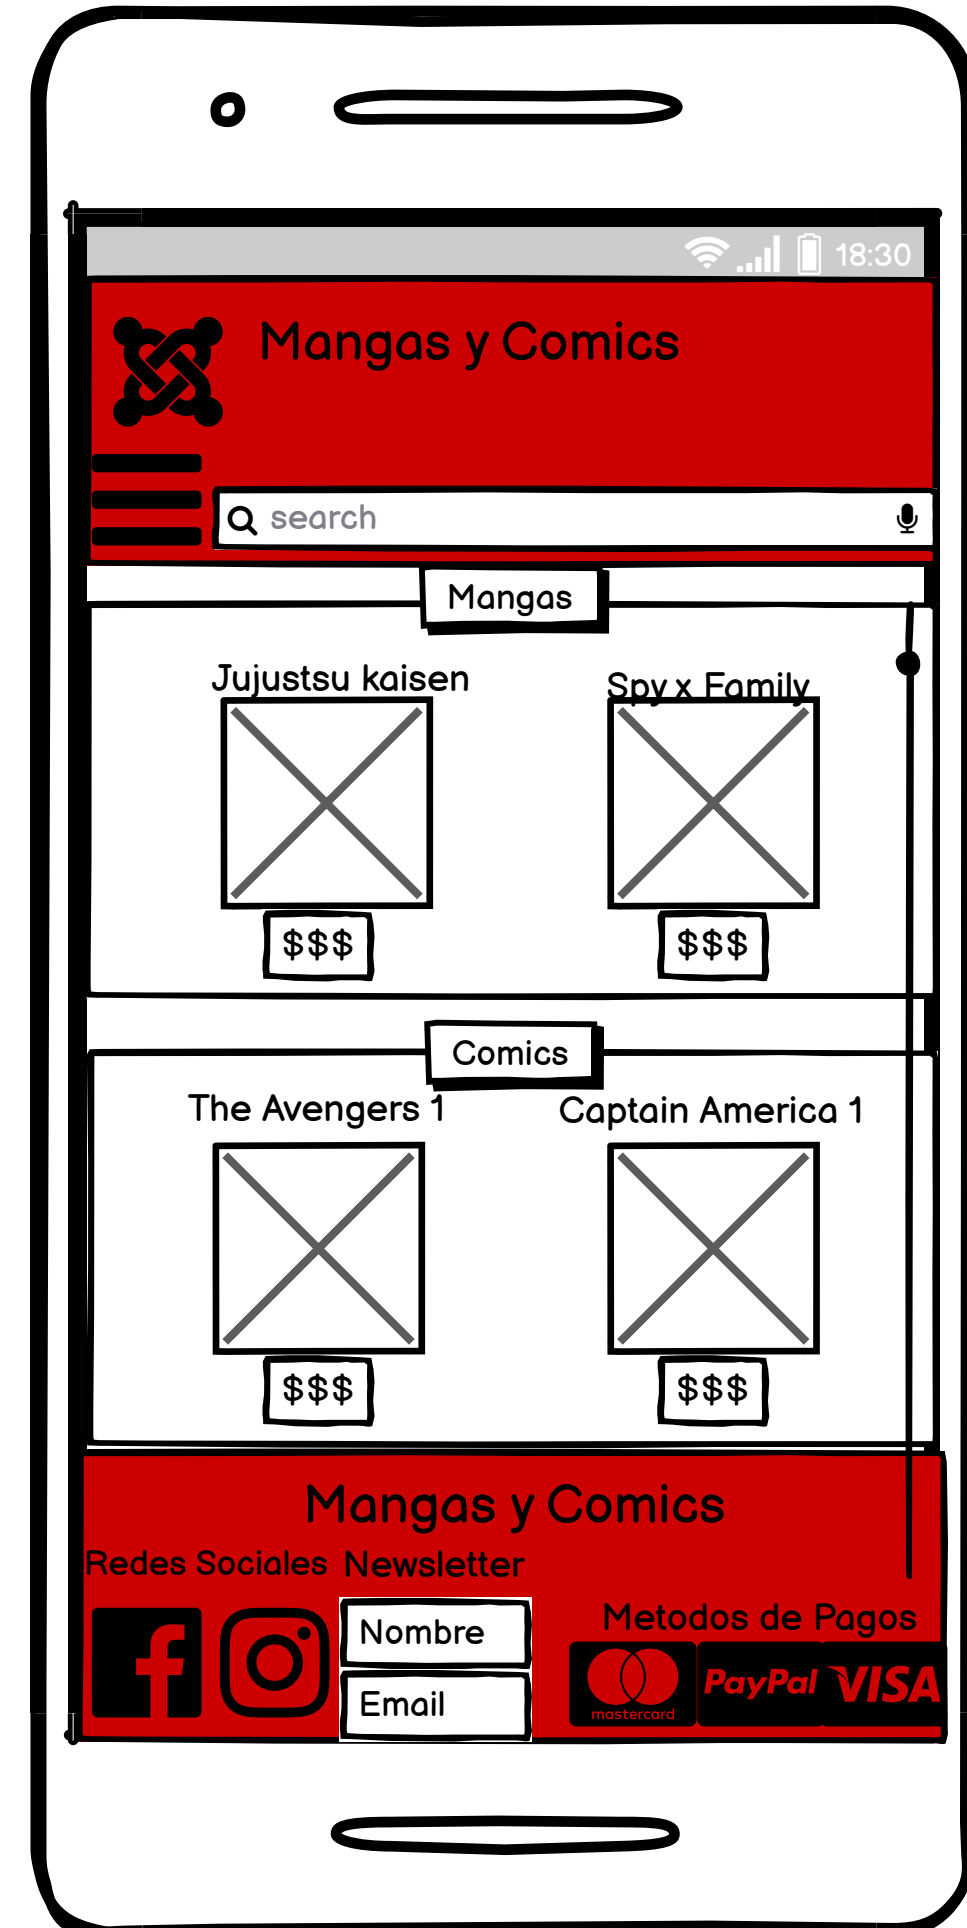 18:30
Mangas y Comics
search
Mangas
Jujustsu kaisen
Spy x Family
$$$
$$$
Comics
The Avengers 1
Captain America 1
$$$
$$$
Mangas y Comics
Redes Sociales
Newsletter
Nombre
Email
Metodos de Pagos
mastercard
PayPal
VISA